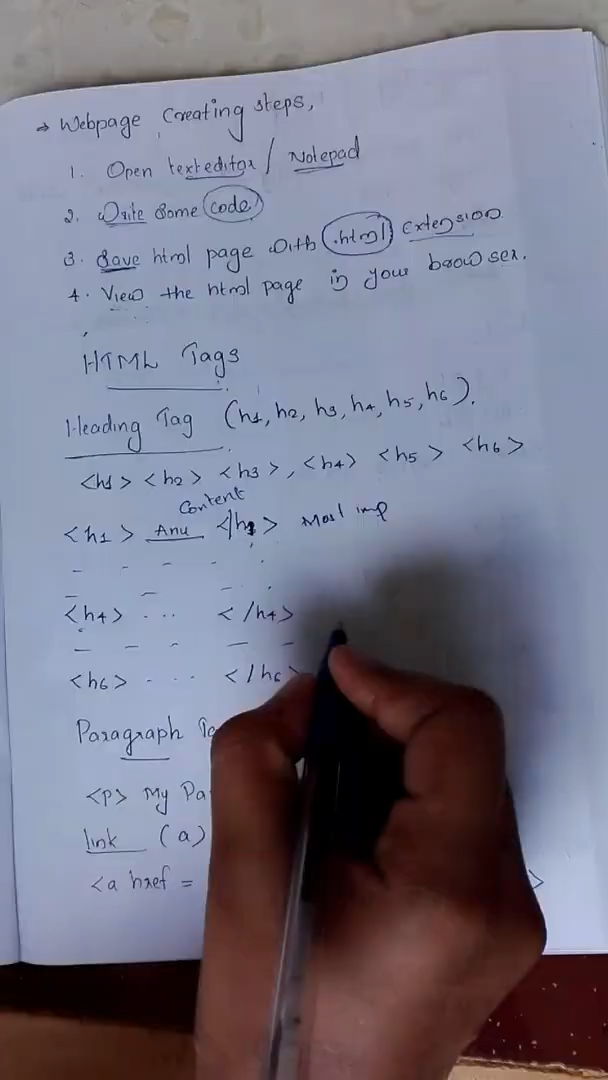 → Webpage Creating steps,
1. Open texteditor / Notepad
2. Write Some code
3. Save html page with .html extension
4. View the html page in your browser.
HTML Tags
Heading Tag (h1, h2, h3, h4, h5, h6).
<h1> <h2> <h3>, <h4> <h5> <h6>
Content
<h1> Anu </h1> Most imp
<h4> ... </h4>
<h6> ... </h6>
Paragraph
<p> My
link (a)
<a href = >